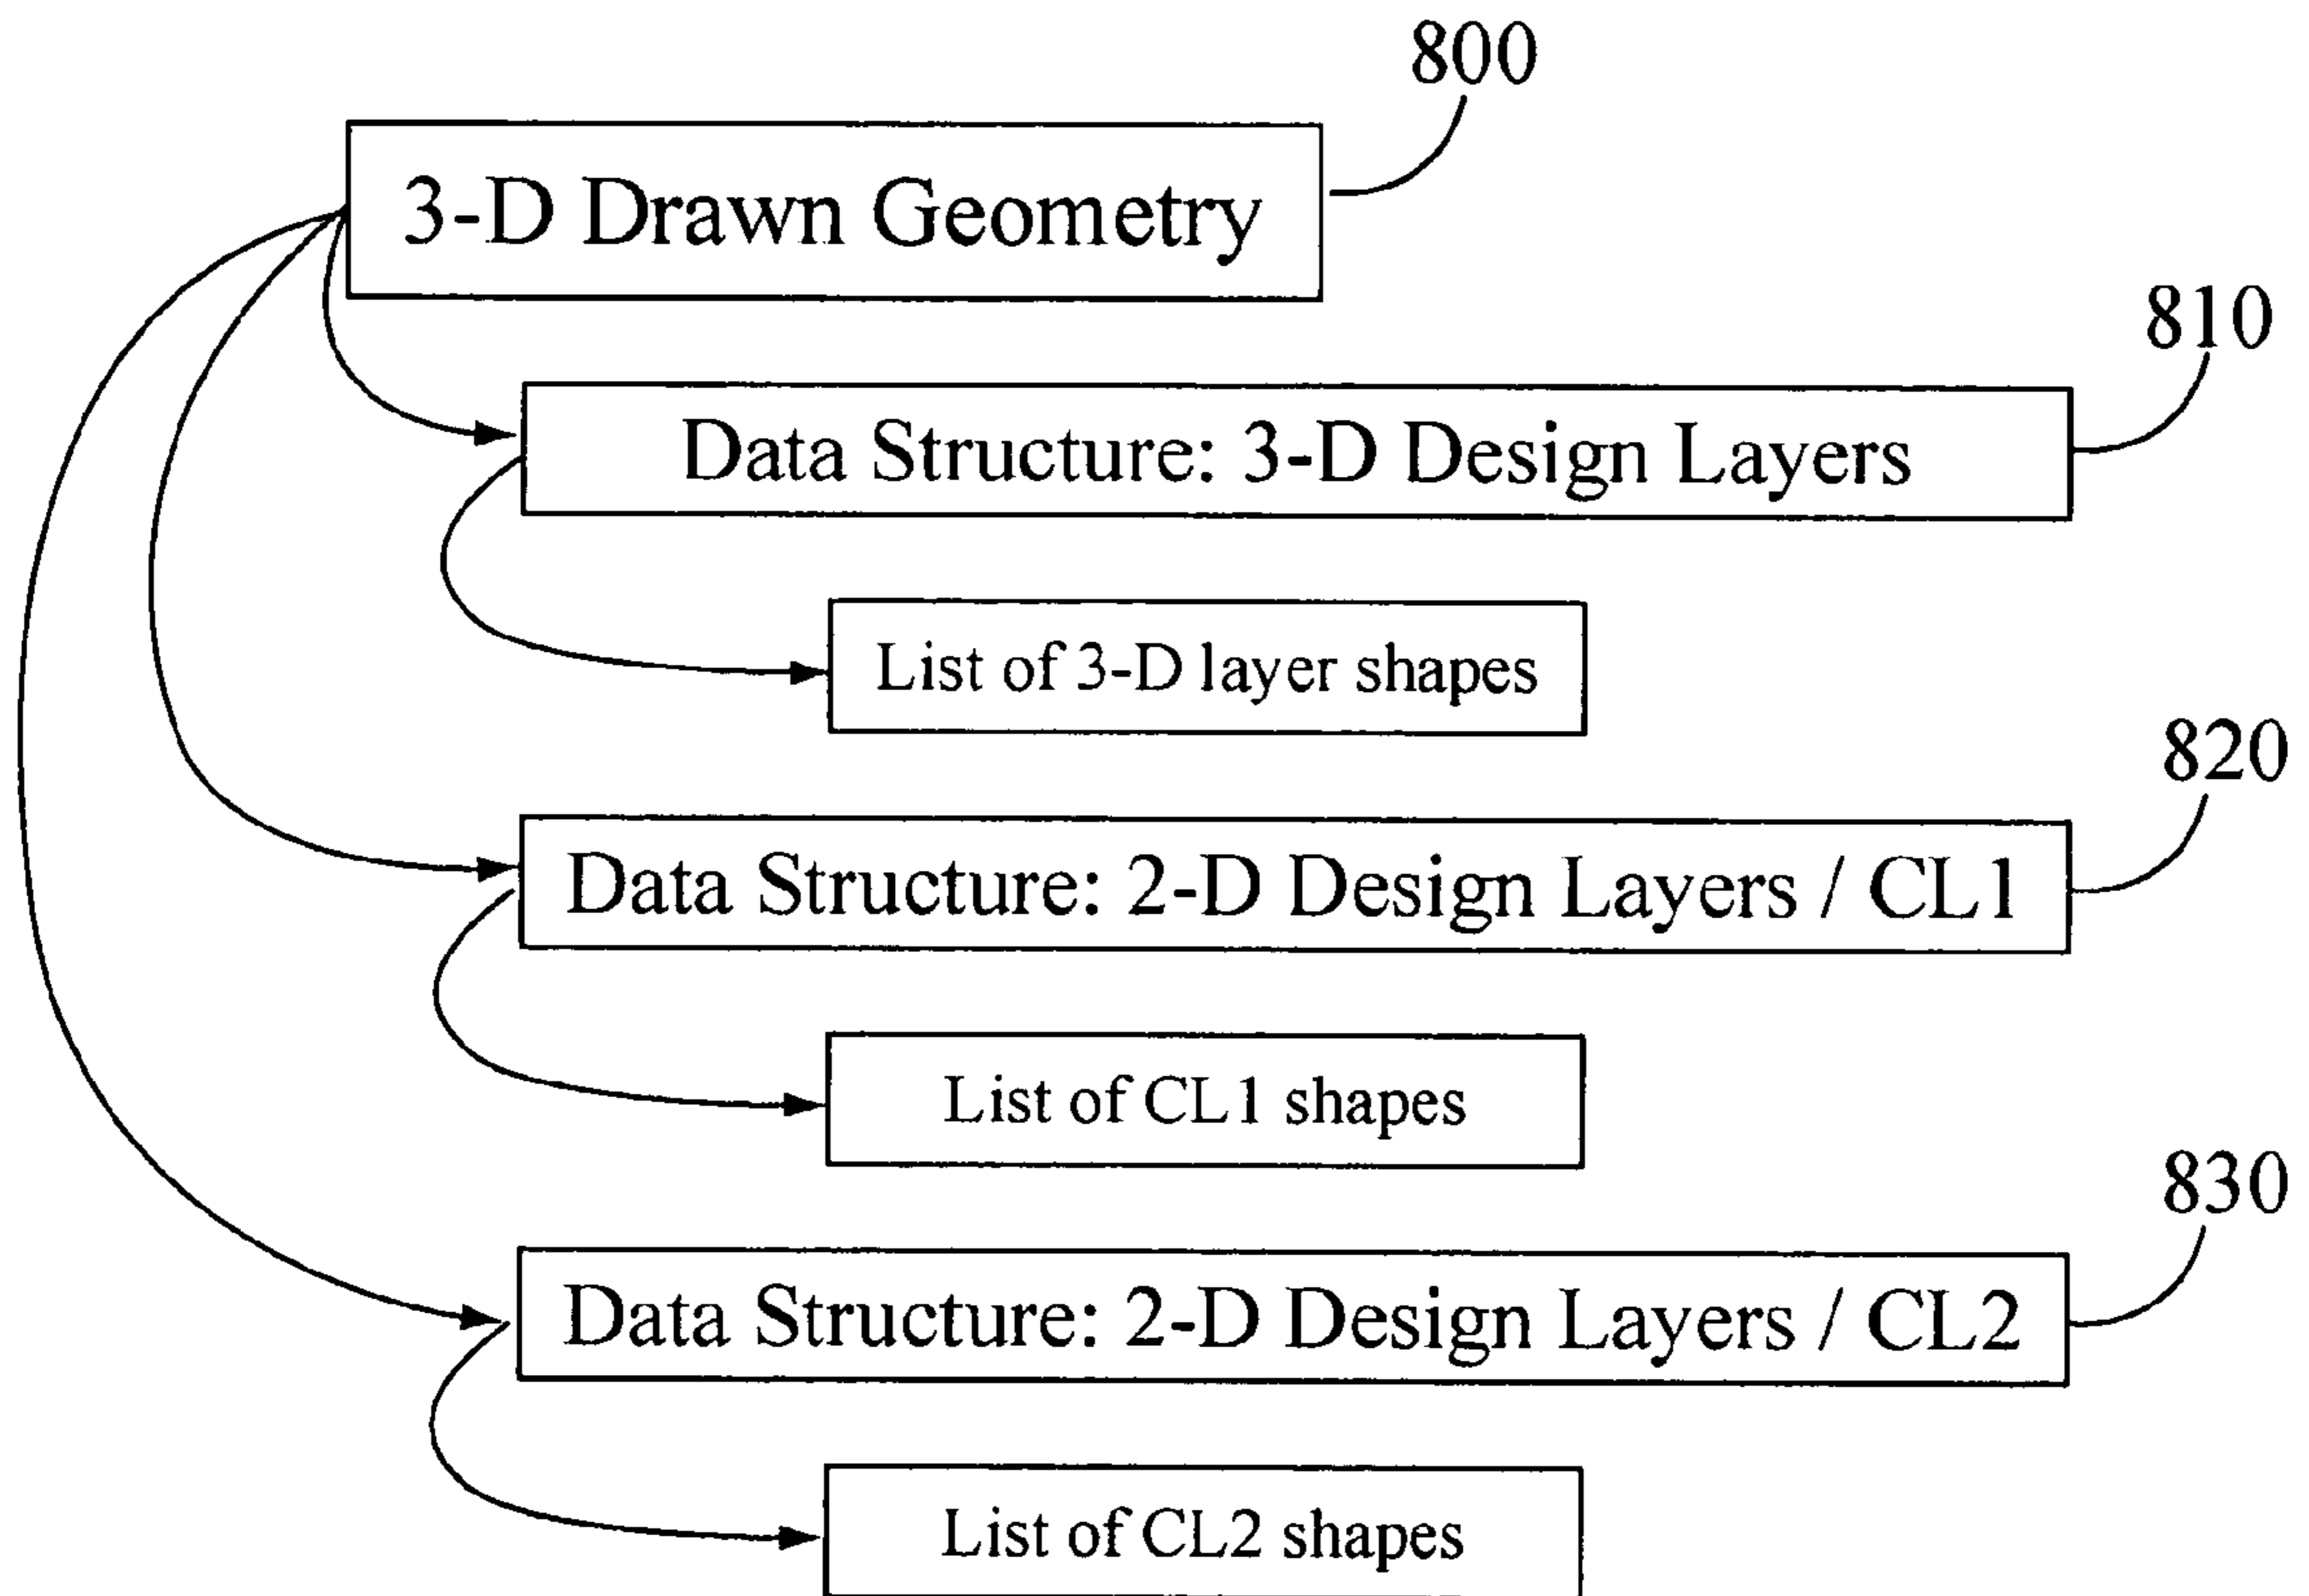 800
3-D Drawn Geometry
810
Data Structure: 3-D Design Layers
List of 3-D layer shapes
820
Data Structure: 2-D Design Layers / CL1
List of CL1 shapes
830
Data Structure: 2-D Design Layers / CL2
List of CL2 shapes